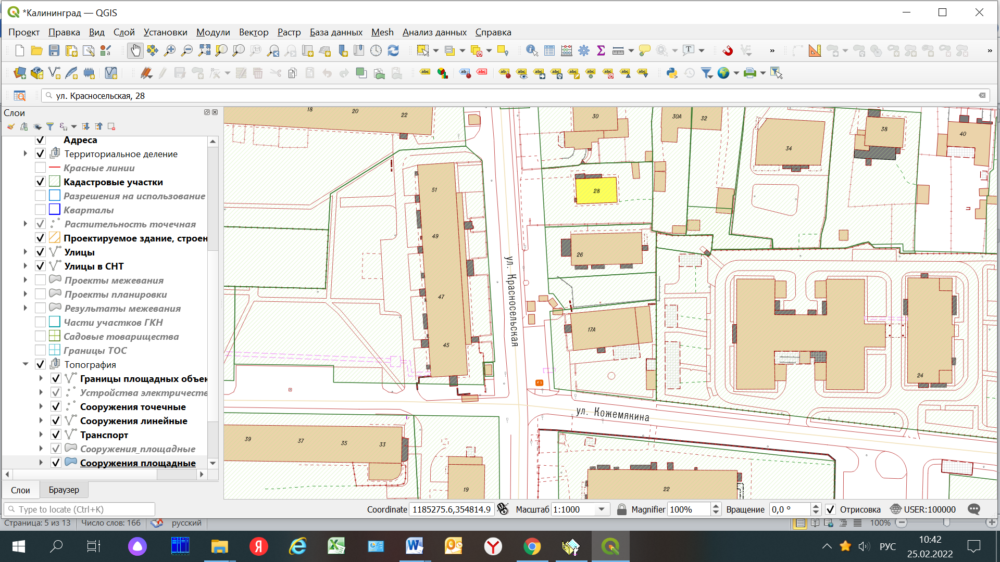 *Калининград — QGIS
Проект Правка Вид Слой Установки Модули Вектор Растр База данных Mesh Анализ данных Справка
ул. Красносельская, 28
Слои
Адреса
Территориальное деление
Красные линии
Кадастровые участки
Разрешения на использование
Кварталы
Растительность точечная
Проектируемое здание, строен
Улицы
Улицы в СНТ
Проекты межевания
Проекты планировки
Результаты межевания
Части участков ГКН
Садовые товарищества
Границы ТОС
Топография
Границы площадных объек
Устройства электричестве
Сооружения точечные
Сооружения линейные
Транспорт
Сооружения_площадные
Сооружения площадные
Слои Браузер
18 20 22 30 30А 32 34 38 40
51 28
49 26
47
45 17А 24
ул. Красносельская
ул. Кожемякина
39 37 35 33
19 22
Type to locate (Ctrl+K)
Coordinate 1185275.6,354814.9 Масштаб 1:1000 Magnifier 100% Вращение 0,0 ° Отрисовка USER:100000
Страница: 5 из 13 Число слов: 166 русский 100%
РУС
10:42
25.02.2022